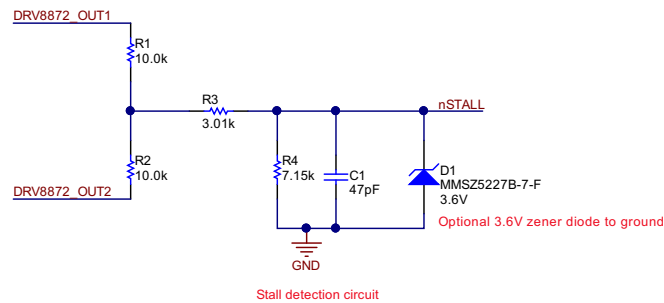 DRV8872_OUT1
R1
10.0k
R3
3.01k
nSTALL
R2
10.0k
R4
7.15k
C1
47pF
D1
MMSZ5227B-7-F
3.6V
DRV8872_OUT2
Optional 3.6V zener diode to ground
GND
Stall detection circuit